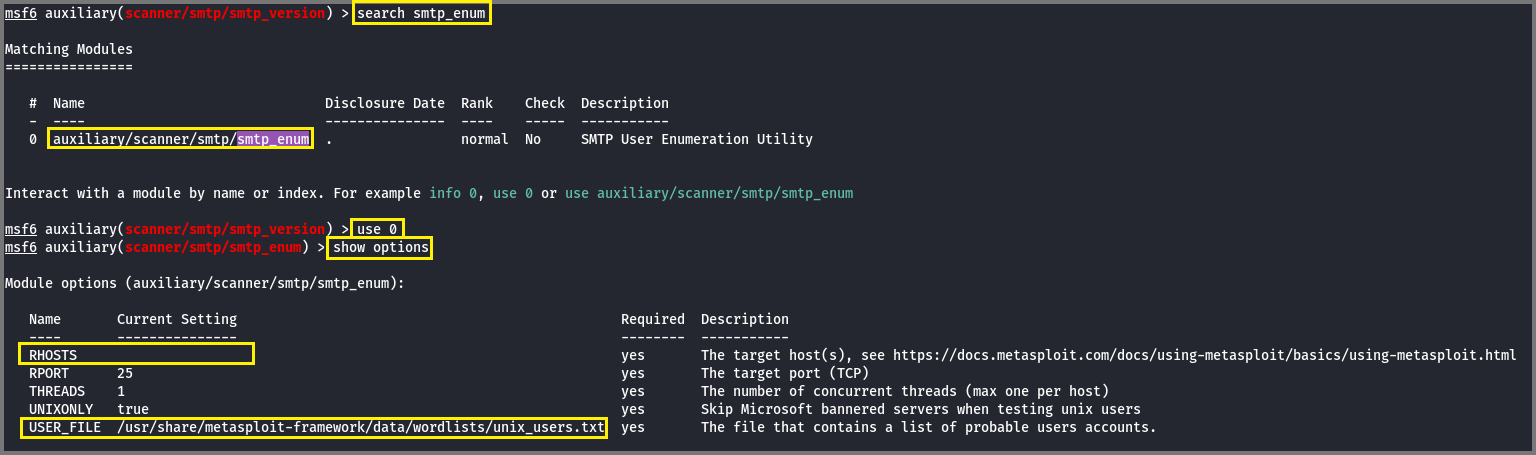 msf6 auxiliary(scanner/smtp/smtp_version) > search smtp_enum
Matching Modules
================
#  Name                                  Disclosure Date  Rank    Check  Description
-  ----                                  ---------------  ----    -----  -----------
0  auxiliary/scanner/smtp/smtp_enum  .                normal  No     SMTP User Enumeration Utility
Interact with a module by name or index. For example info 0, use 0 or use auxiliary/scanner/smtp/smtp_enum
msf6 auxiliary(scanner/smtp/smtp_version) > use 0
msf6 auxiliary(scanner/smtp/smtp_enum) > show options
Module options (auxiliary/scanner/smtp/smtp_enum):
Name       Current Setting                                                Required  Description
----       ---------------                                                --------  -----------
RHOSTS                                                                    yes       The target host(s), see https://docs.metasploit.com/docs/using-metasploit/basics/using-metasploit.html
RPORT      25                                                             yes       The target port (TCP)
THREADS    1                                                              yes       The number of concurrent threads (max one per host)
UNIXONLY   true                                                           yes       Skip Microsoft bannered servers when testing unix users
USER_FILE  /usr/share/metasploit-framework/data/wordlists/unix_users.txt  yes       The file that contains a list of probable users accounts.